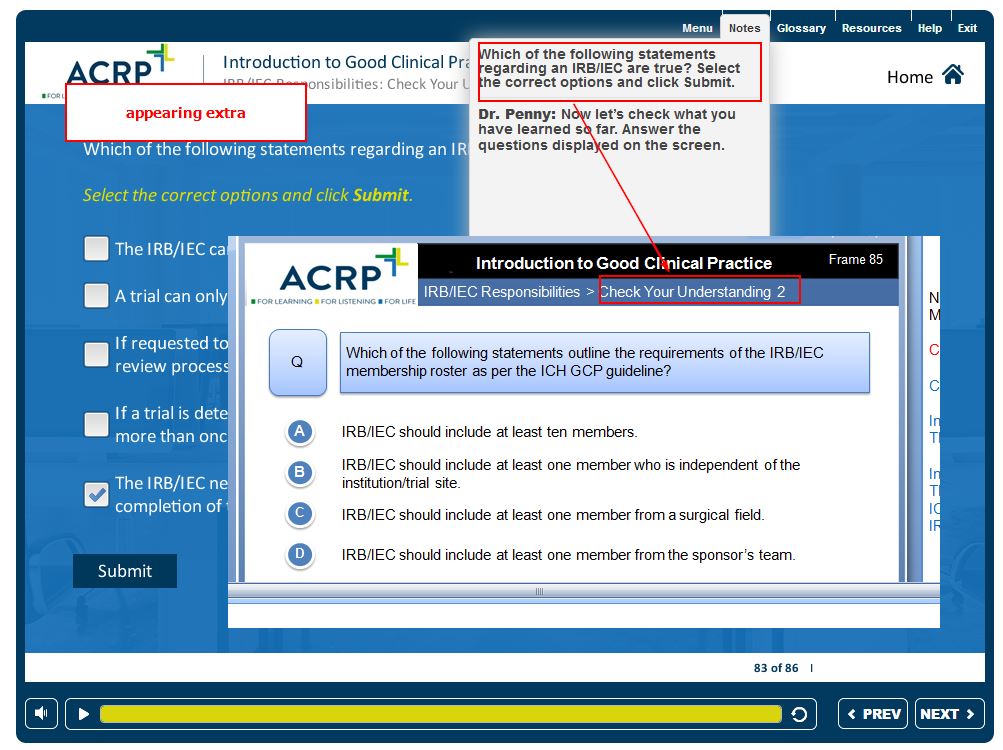 Menu Notes Glossary Resources Help Exit
ACRP
FOR L
Introduction to Good Clinical Pra
IRB/IEC Responsibilities: Check Your U
Home
appearing extra
Which of the following statements
regarding an IRB/IEC are true? Select
the correct options and click Submit.
Dr. Penny: Now let's check what you
have learned so far. Answer the
questions displayed on the screen.
Which of the following statements regarding an IR
Select the correct options and click Submit.
The IRB/IEC ca
A trial can only
If requested to
review process
If a trial is dete
more than onc
The IRB/IEC ne
completion of t
Submit
ACRP
FOR LEARNING FOR LISTENING FOR LIFE
Introduction to Good Clinical Practice
Frame 85
IRB/IEC Responsibilities > Check Your Understanding 2
Q
Which of the following statements outline the requirements of the IRB/IEC
membership roster as per the ICH GCP guideline?
A IRB/IEC should include at least ten members.
B IRB/IEC should include at least one member who is independent of the
institution/trial site.
C IRB/IEC should include at least one member from a surgical field.
D IRB/IEC should include at least one member from the sponsor's team.
N
M
C
C
In
T
In
T
IC
IR
83 of 86
PREV NEXT